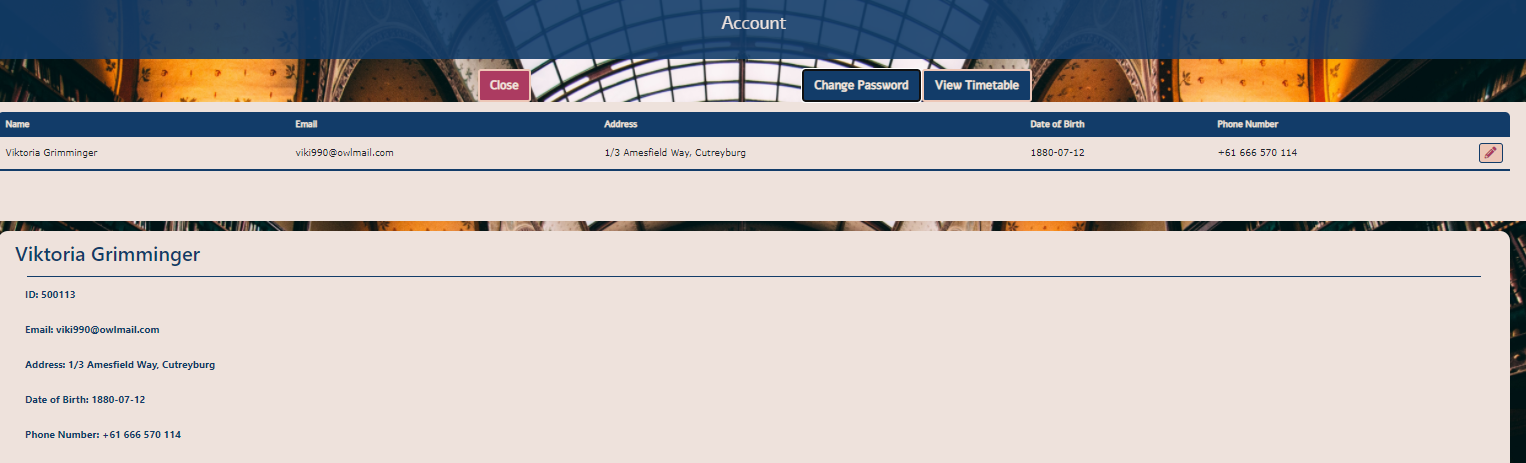 Account
Close Change Password View Timetable
Name Email Address Date of Birth Phone Number
Viktoria Grimminger viki990@owlmail.com 1/3 Amesfield Way, Cutreyburg 1880-07-12 +61 666 570 114
Viktoria Grimminger
ID: 500113
Email: viki990@owlmail.com
Address: 1/3 Amesfield Way, Cutreyburg
Date of Birth: 1880-07-12
Phone Number: +61 666 570 114